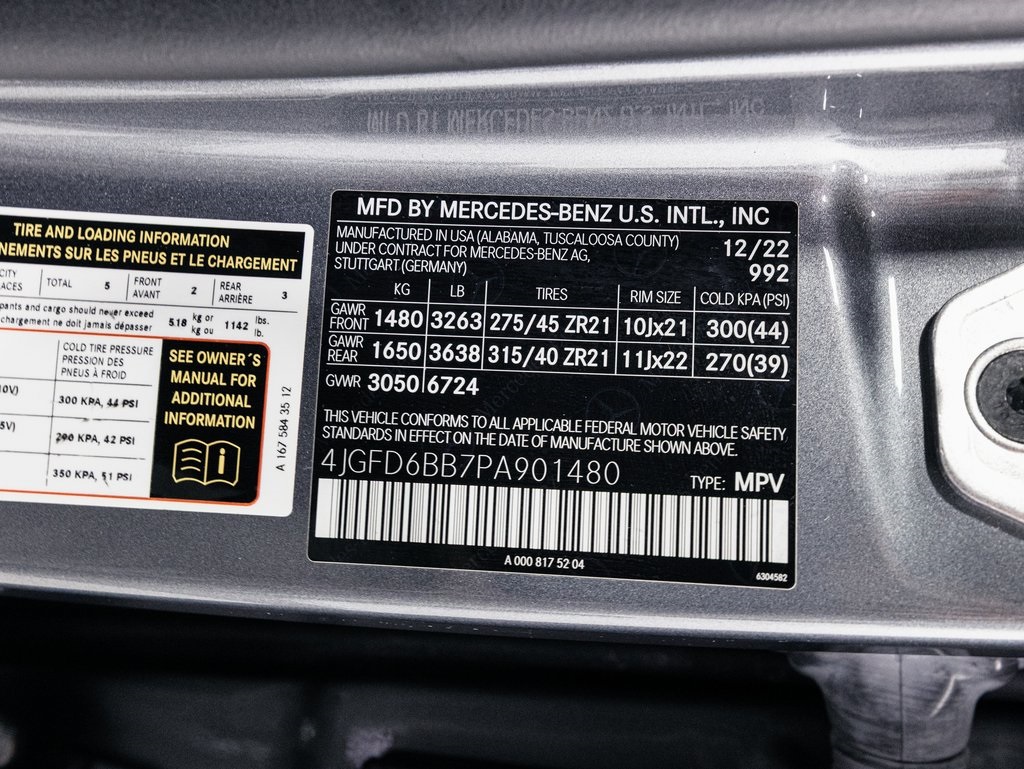 TIRE AND LOADING INFORMATION
NEMENTS SUR LES PNEUS ET LE CHARGEMENT
TOTAL 5 FRONT AVANT 2 REAR ARRIÈRE 3
and cargo should never exceed
chargement ne doit jamais dépasser
518 kg or kg ou 1142 lbs. lb.
COLD TIRE PRESSURE
PRESSION DES
PNEUS À FROID
300 KPA, 44 PSI
290 KPA, 42 PSI
350 KPA, 51 PSI
SEE OWNER´S
MANUAL FOR
ADDITIONAL
INFORMATION
A 167 584 35 12
MFD BY MERCEDES-BENZ U.S. INTL., INC
MANUFACTURED IN USA (ALABAMA, TUSCALOOSA COUNTY) 12/22
UNDER CONTRACT FOR MERCEDES-BENZ AG,
STUTTGART (GERMANY) 992
KG LB TIRES RIM SIZE COLD KPA (PSI)
GAWR FRONT 1480 3263 275/45 ZR21 10Jx21 300(44)
GAWR REAR 1650 3638 315/40 ZR21 11Jx22 270(39)
GVWR 3050 6724
THIS VEHICLE CONFORMS TO ALL APPLICABLE FEDERAL MOTOR VEHICLE SAFETY
STANDARDS IN EFFECT ON THE DATE OF MANUFACTURE SHOWN ABOVE.
4JGFD6BB7PA901480 TYPE: MPV
A 000 817 52 04
6304582